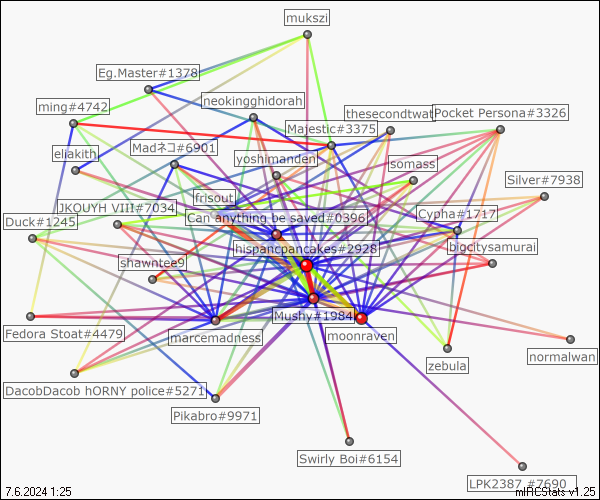 mukszi
Eg.Master#1378
neokingghidorah
ming#4742
thesecondtwat
Pocket Persona#3326
Majestic#3375
Madネコ#6901
eliakith
yoshimanden
somass
Silver#7938
frisout
JKOUYH VIII#7034
Can anything be saved#0396
Cypha#1717
Duck#1245
hispancpancakes#2928
bigcitysamurai
shawntee9
Mushy#1984
Fedora Stoat#4479
marcemadness
moonraven
normalwan
zebula
DacobDacob hORNY police#5271
Pikabro#9971
Swirly Boi#6154
LPK2387 #7690
7.6.2024 1:25
mIRCStats v1.25